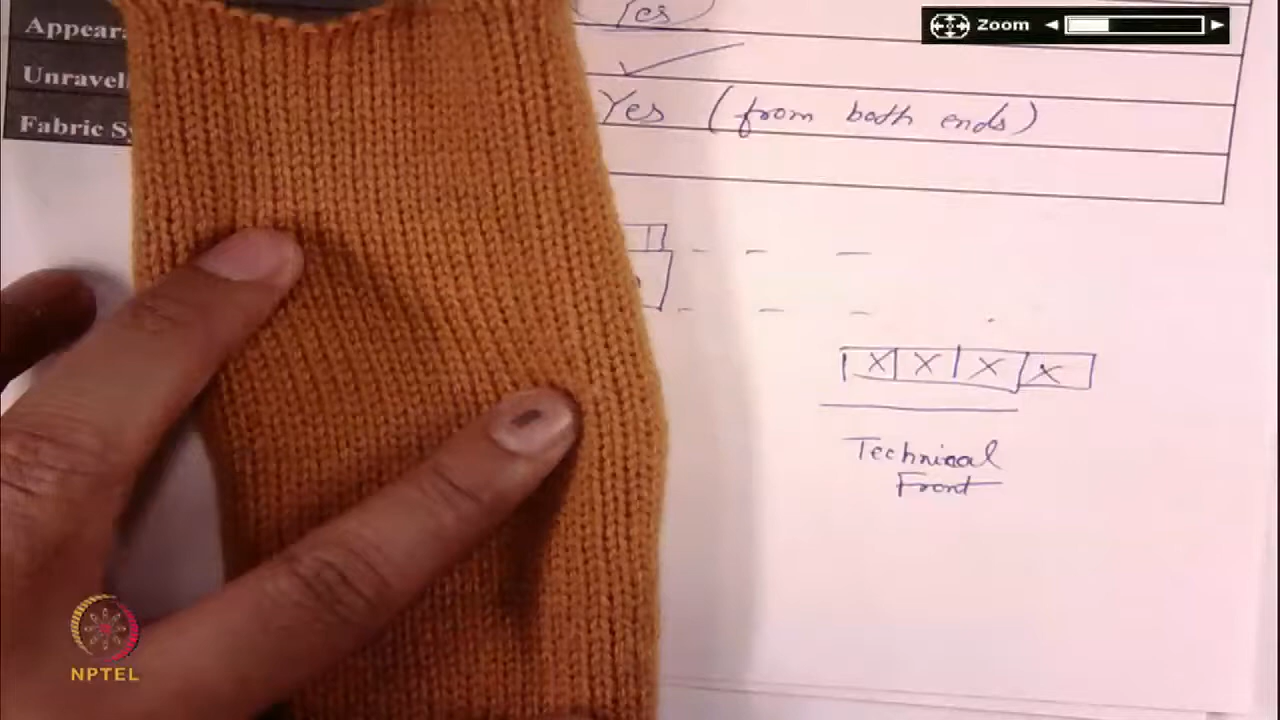 Yes
Zoom
Appear
Unravel
Yes (from both ends)
Fabric Sy
X X X X
Technical
Front
NPTEL